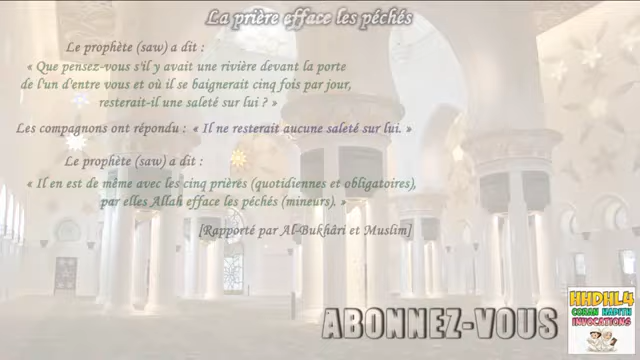 La prière efface les péchés
Le prophète (saw) a dit :
« Que pensez-vous s'il y avait une rivière devant la porte
de l'un d'entre vous et où il se baignerait cinq fois par jour,
resterait-il une saleté sur lui ? »
Les compagnons ont répondu : « Il ne resterait aucune saleté sur lui. »
Le prophète (saw) a dit :
« Il en est de même avec les cinq prières (quotidiennes et obligatoires),
par elles Allah efface les péchés (mineurs). »
[Rapporté par Al-Bukhâri et Muslim]
ABONNEZ-VOUS
HHDHL4
CORAN HADITH
INVOCATIONS